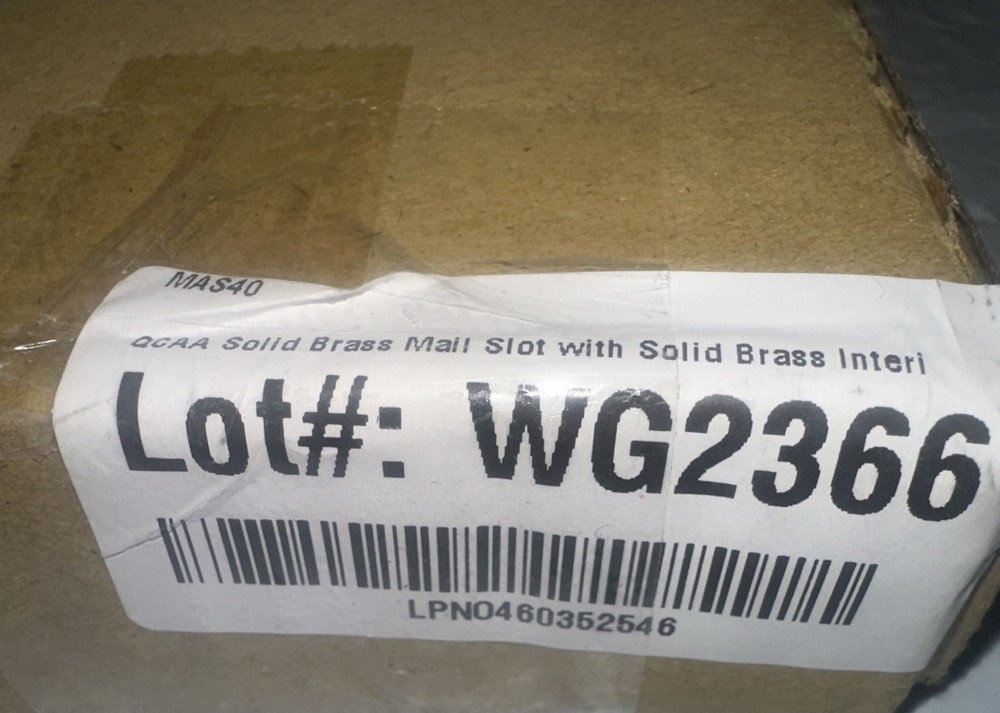 MAS40
QCAA Solid Brass Mail Slot with Solid Brass Interi
Lot#: WG2366
LPN0460352546